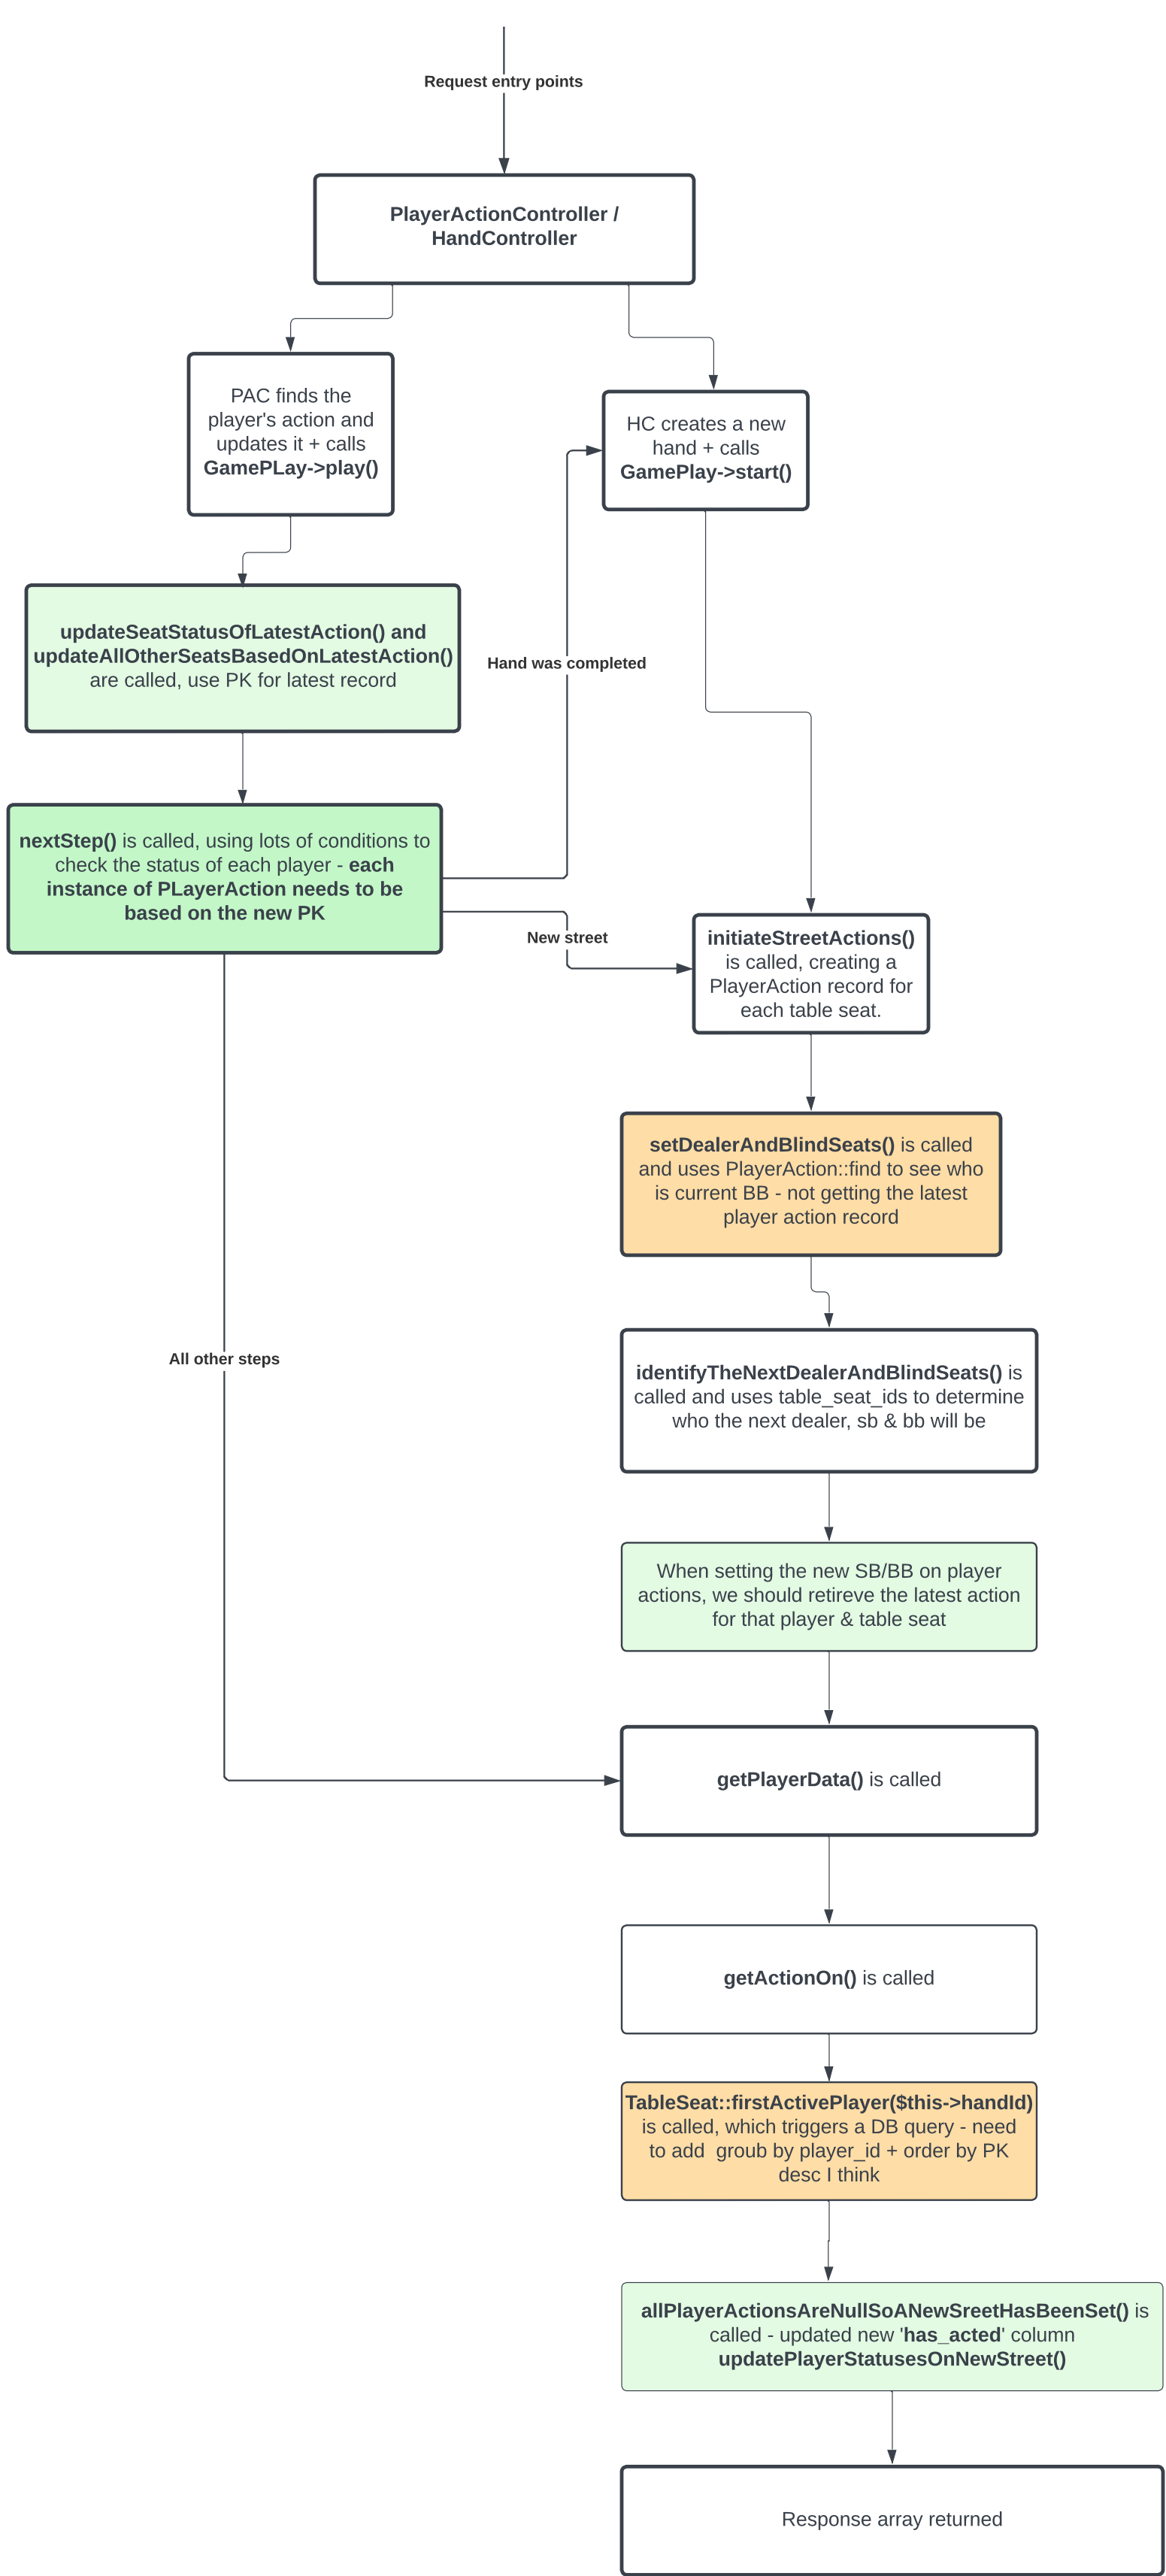 Request entry points
PlayerActionController /
HandController
PAC finds the
player's action and
updates it + calls
GamePLay->play()
HC creates a new
hand + calls
GamePlay->start()
updateSeatStatusOfLatestAction() and
updateAllOtherSeatsBasedOnLatestAction()
are called, use PK for latest record
Hand was completed
nextStep() is called, using lots of conditions to
check the status of each player - each
instance of PLayerAction needs to be
based on the new PK
New street
initiateStreetActions()
is called, creating a
PlayerAction record for
each table seat.
setDealerAndBlindSeats() is called
and uses PlayerAction::find to see who
is current BB - not getting the latest
player action record
All other steps
identifyTheNextDealerAndBlindSeats() is
called and uses table_seat_ids to determine
who the next dealer, sb & bb will be
When setting the new SB/BB on player
actions, we should retireve the latest action
for that player & table seat
getPlayerData() is called
getActionOn() is called
TableSeat::firstActivePlayer($this->handId)
is called, which triggers a DB query - need
to add  groub by player_id + order by PK
desc I think
allPlayerActionsAreNullSoANewSreetHasBeenSet() is
called - updated new 'has_acted' column
updatePlayerStatusesOnNewStreet()
Response array returned